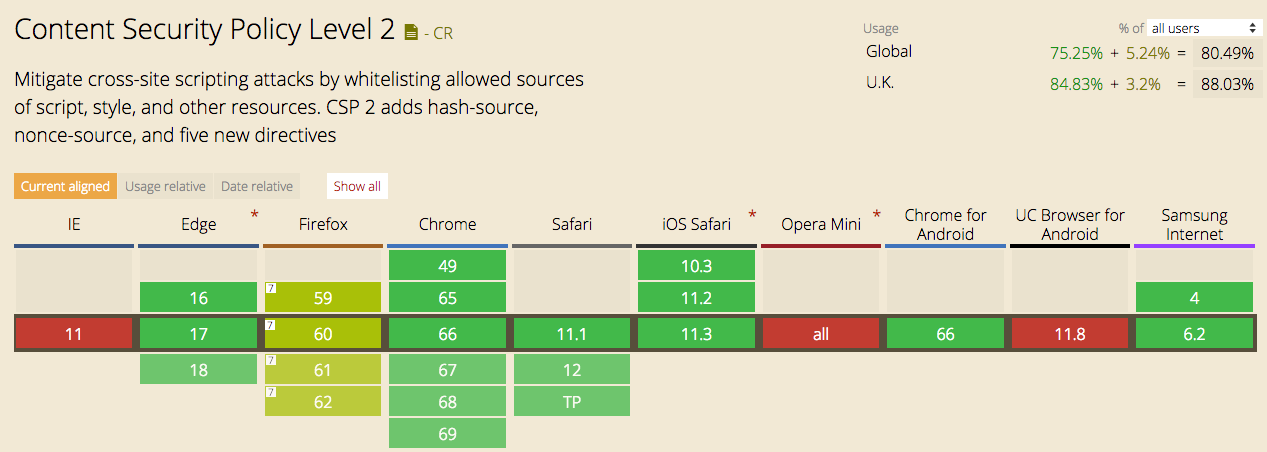 Content Security Policy Level 2 - CR
Usage % of all users
Global 75.25% + 5.24% = 80.49%
U.K. 84.83% + 3.2% = 88.03%
Mitigate cross-site scripting attacks by whitelisting allowed sources
of script, style, and other resources. CSP 2 adds hash-source,
nonce-source, and five new directives
Current aligned Usage relative Date relative Show all
IE Edge * Firefox Chrome Safari iOS Safari * Opera Mini * Chrome for Android UC Browser for Android Samsung Internet
49 10.3
16 7 59 65 11.2 4
11 17 7 60 66 11.1 11.3 all 66 11.8 6.2
18 7 61 67 12
7 62 68 TP
69